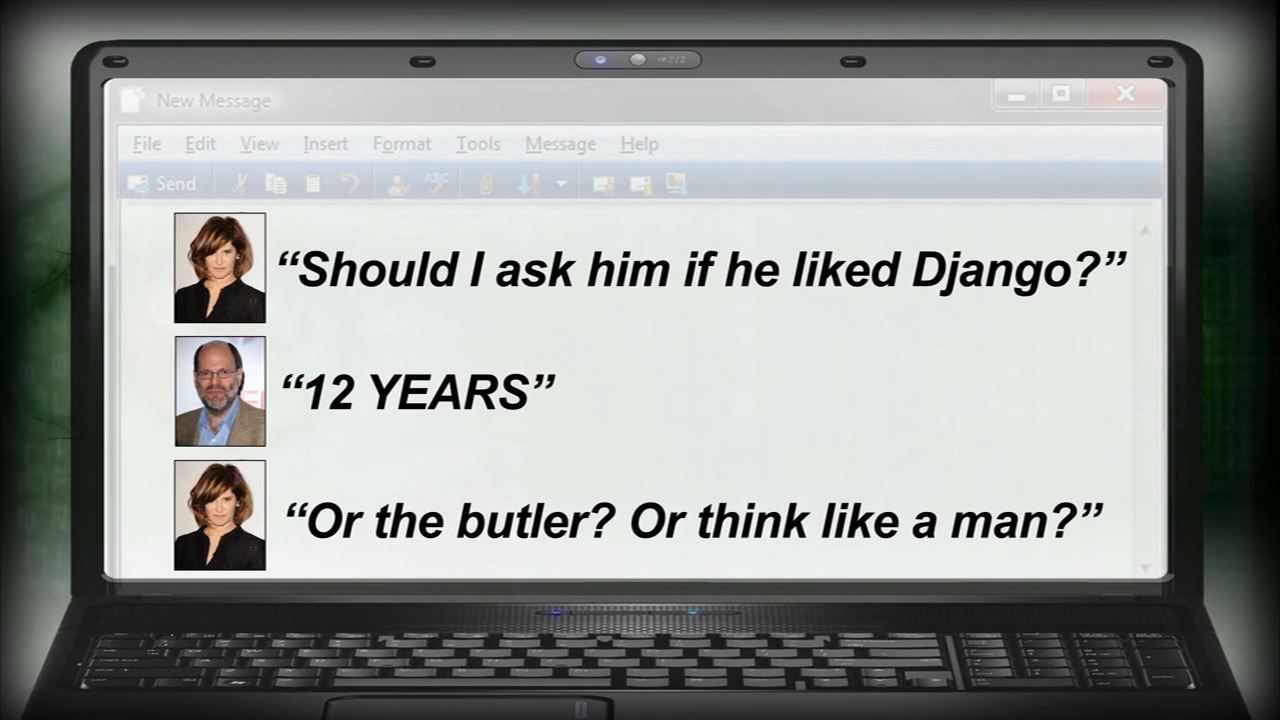 New Message
File Edit View Insert Format Tools Message Help
Send ABC
“Should I ask him if he liked Django?”
“12 YEARS”
“Or the butler? Or think like a man?”